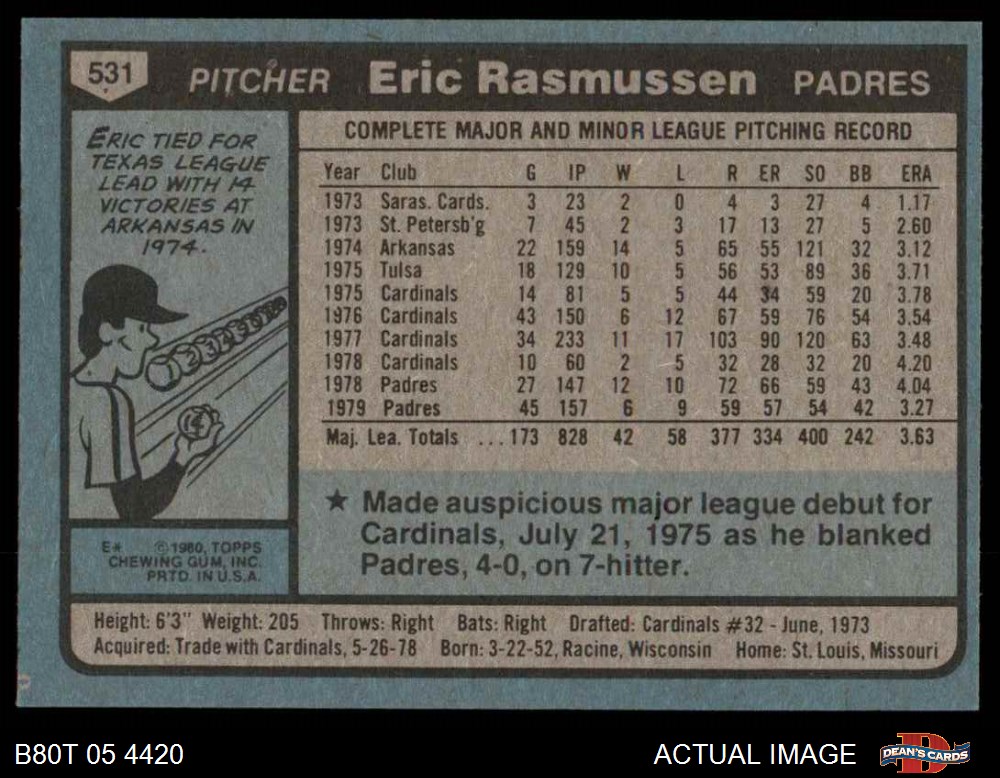 531 PITCHER Eric Rasmussen PADRES
ERIC TIED FOR
TEXAS LEAGUE
LEAD WITH 14
VICTORIES AT
ARKANSAS IN
1974.
E* ©1980, TOPPS
CHEWING GUM, INC.
PRTD. IN U.S.A.
COMPLETE MAJOR AND MINOR LEAGUE PITCHING RECORD
Year Club G IP W L R ER SO BB ERA
1973 Saras. Cards. 3 23 2 0 4 3 27 4 1.17
1973 St. Petersb'g 7 45 2 3 17 13 27 5 2.60
1974 Arkansas 22 159 14 5 65 55 121 32 3.12
1975 Tulsa 18 129 10 5 56 53 89 36 3.71
1975 Cardinals 14 81 5 5 44 34 59 20 3.78
1976 Cardinals 43 150 6 12 67 59 76 54 3.54
1977 Cardinals 34 233 11 17 103 90 120 63 3.48
1978 Cardinals 10 60 2 5 32 28 32 20 4.20
1978 Padres 27 147 12 10 72 66 59 43 4.04
1979 Padres 45 157 6 9 59 57 54 42 3.27
Maj. Lea. Totals ...173 828 42 58 377 334 400 242 3.63
★ Made auspicious major league debut for
Cardinals, July 21, 1975 as he blanked
Padres, 4-0, on 7-hitter.
Height: 6'3" Weight: 205 Throws: Right Bats: Right Drafted: Cardinals #32 - June, 1973
Acquired: Trade with Cardinals, 5-26-78 Born: 3-22-52, Racine, Wisconsin Home: St. Louis, Missouri
B80T 05 4420 ACTUAL IMAGE DEAN'S CARDS